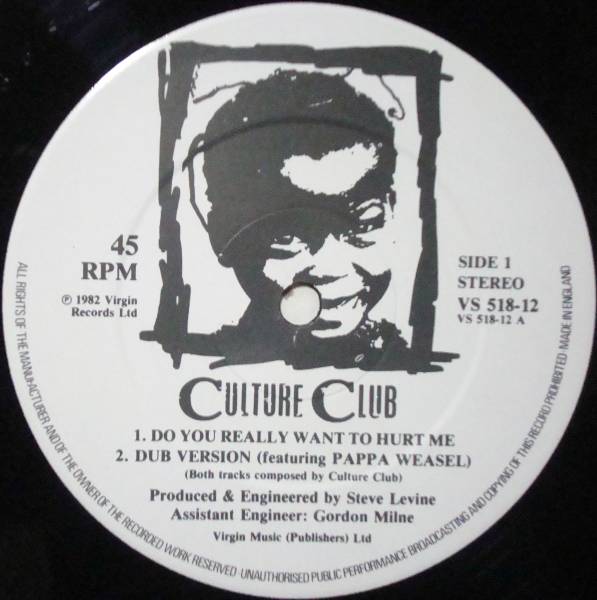 45
RPM
℗ 1982 Virgin
Records Ltd
SIDE 1
STEREO
VS 518-12
VS 518-12 A
CULTURE CLUB
1. DO YOU REALLY WANT TO HURT ME
2. DUB VERSION (featuring PAPPA WEASEL)
(Both tracks composed by Culture Club)
Produced & Engineered by Steve Levine
Assistant Engineer: Gordon Milne
Virgin Music (Publishers) Ltd
ALL RIGHTS OF THE MANUFACTURER AND OF THE OWNER OF THE RECORDED WORK RESERVED·UNAUTHORISED PUBLIC PERFORMANCE BROADCASTING AND COPYING OF THIS RECORD PROHIBITED·MADE IN ENGLAND